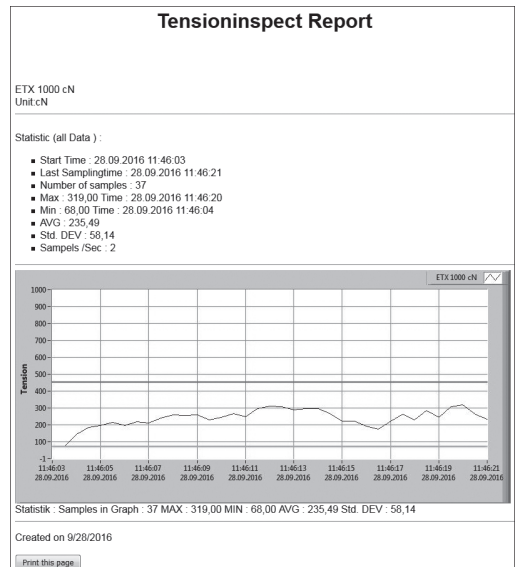 Tensioninspect Report
ETX 1000 cN
Unit:cN
Statistic (all Data ) :
Start Time : 28.09.2016 11:46:03
Last Samplingtime : 28.09.2016 11:46:21
Number of samples : 37
Max : 319,00 Time : 28.09.2016 11:46:20
Min : 68,00 Time : 28.09.2016 11:46:04
AVG : 235,49
Std. DEV : 58,14
Sampels /Sec : 2
ETX 1000 cN
Tension
1000
900
800
700
600
500
400
300
200
100
-1
11:46:03 11:46:05 11:46:07 11:46:09 11:46:11 11:46:13 11:46:15 11:46:17 11:46:19 11:46:21
28.09.2016 28.09.2016 28.09.2016 28.09.2016 28.09.2016 28.09.2016 28.09.2016 28.09.2016 28.09.2016 28.09.2016
Statistik : Samples in Graph : 37 MAX : 319,00 MIN : 68,00 AVG : 235,49 Std. DEV : 58,14
Created on 9/28/2016
Print this page